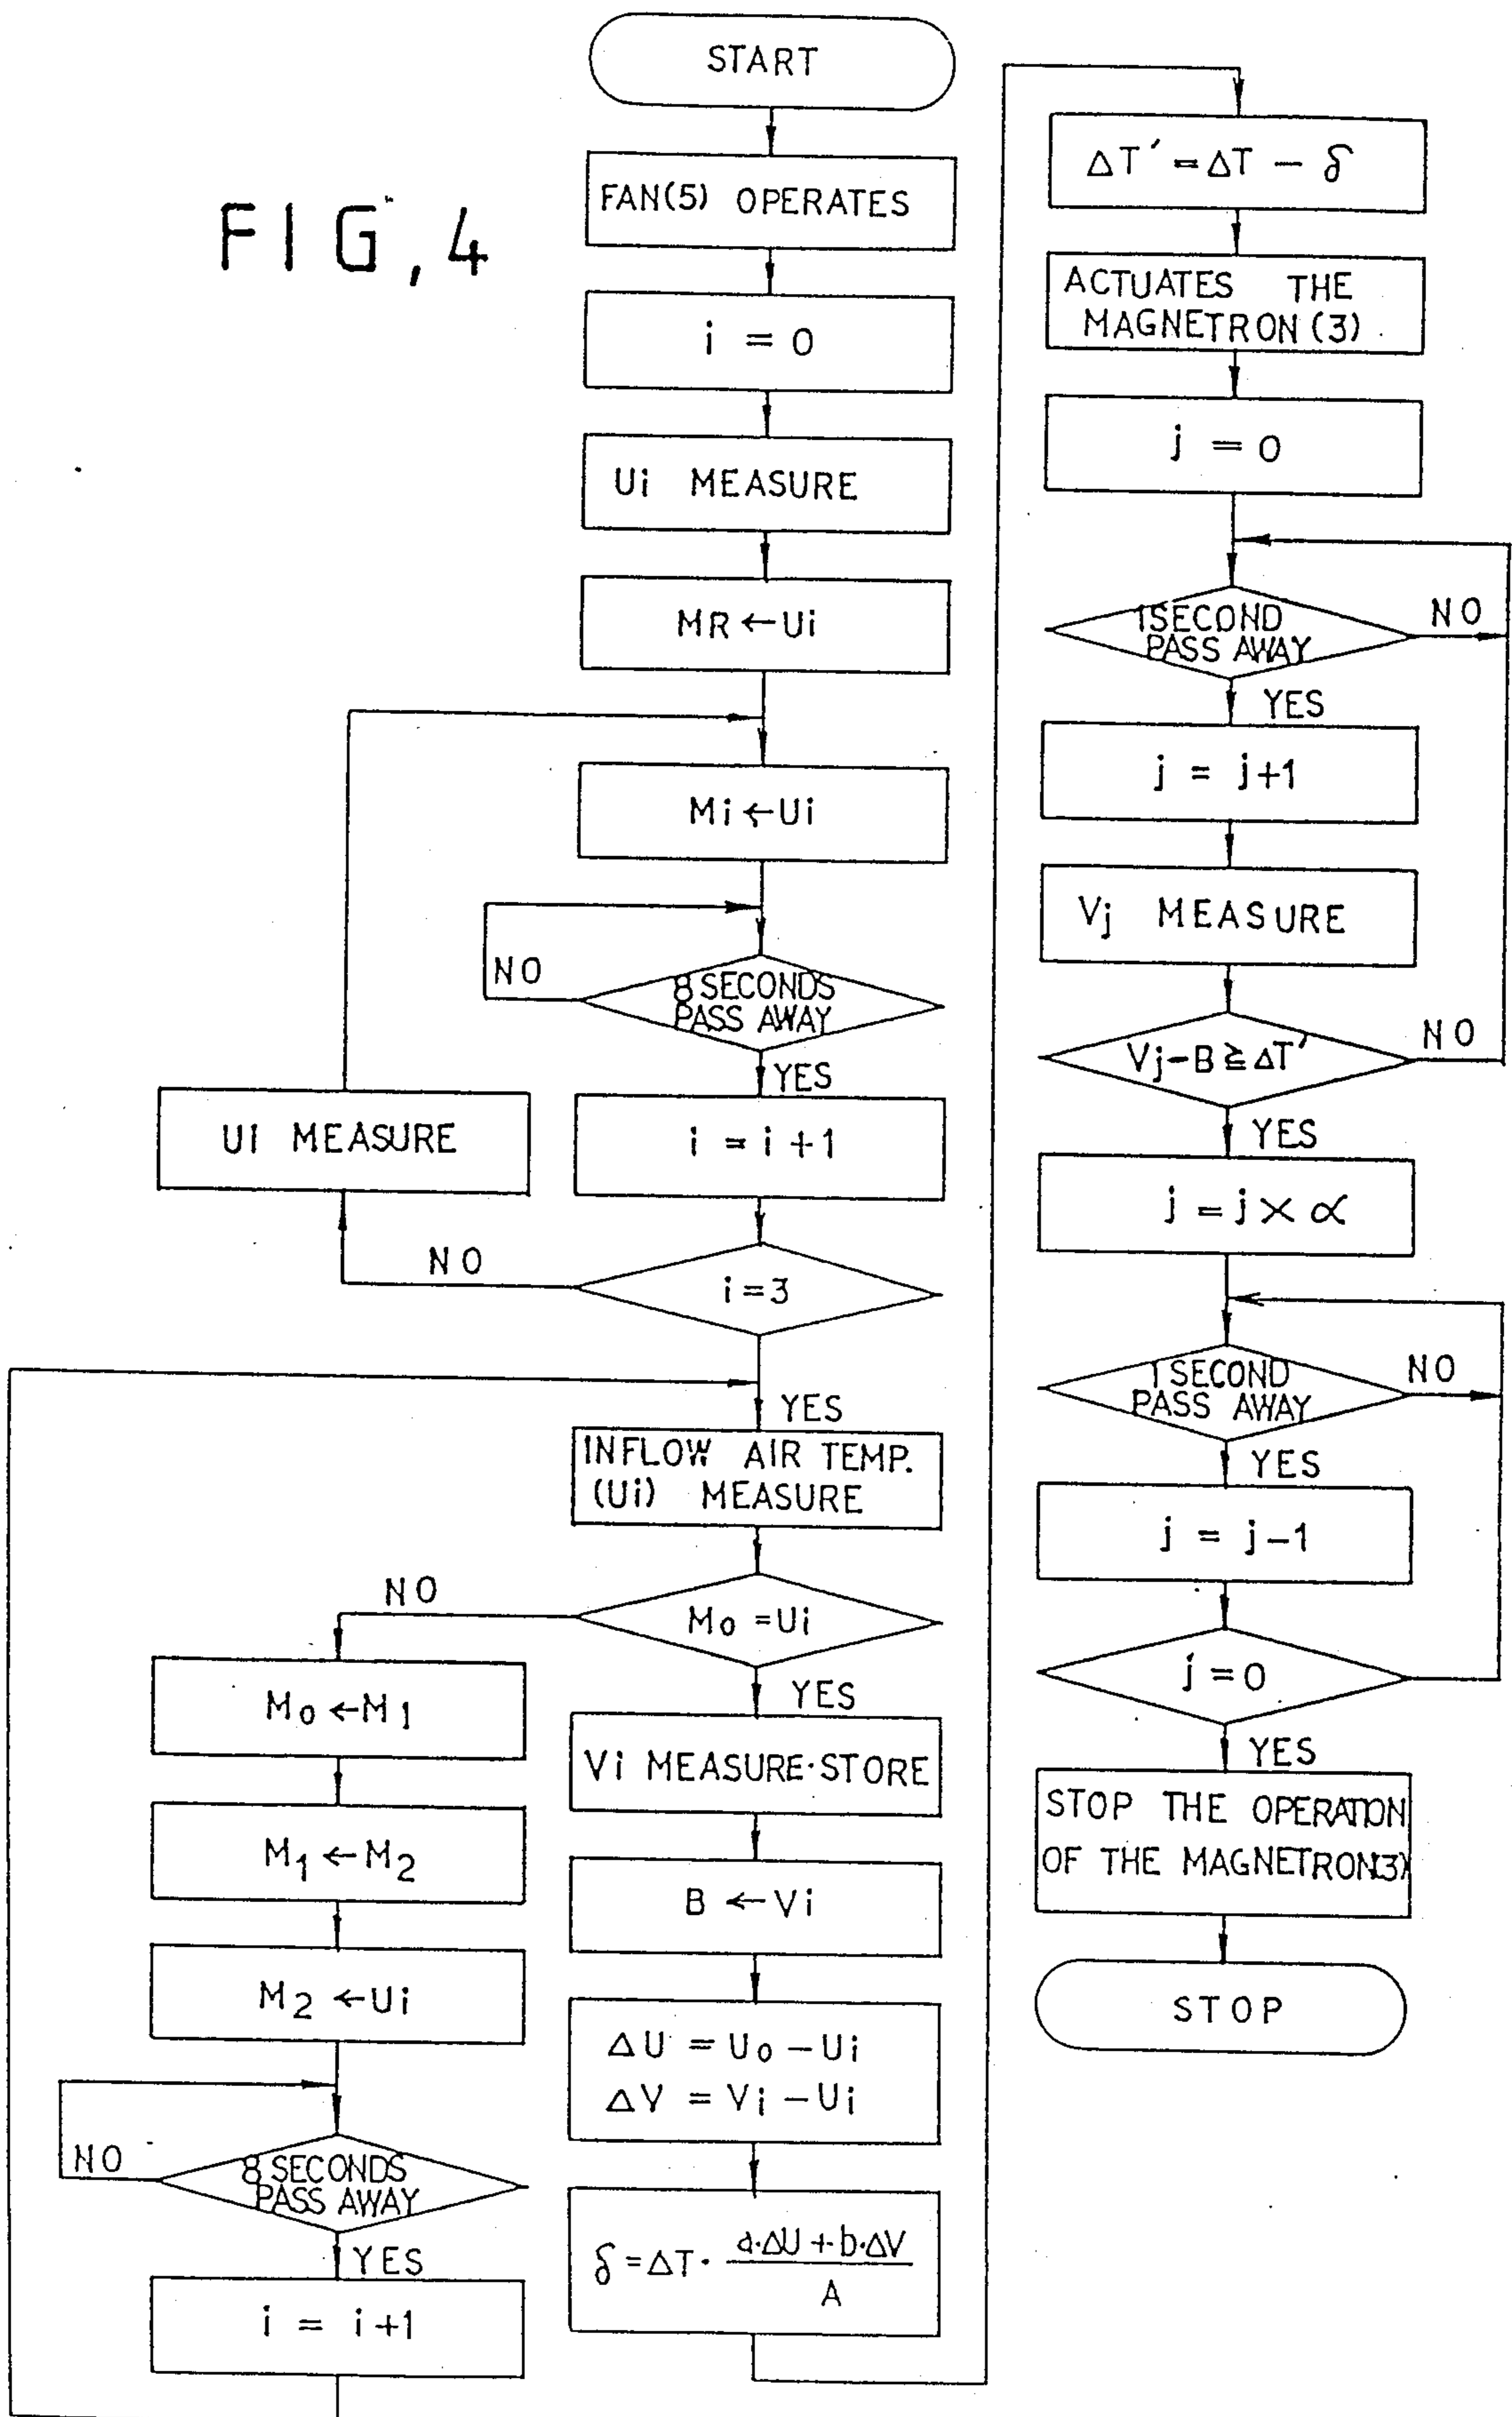 FIG, 4
START
FAN(5) OPERATES
i = 0
Ui MEASURE
MR ← Ui
Mi ← Ui
NO
8 SECONDS
PASS AWAY
YES
UI MEASURE
i = i + 1
NO
i = 3
YES
INFLOW AIR TEMP.
(Ui) MEASURE
NO
Mo = Ui
YES
Mo ← M1
M1 ← M2
M2 ← Ui
NO
8 SECONDS
PASS AWAY
YES
i = i+1
Vi MEASURE·STORE
B ← Vi
ΔU = Uo – Ui
ΔV = Vi – Ui
δ = ΔT · a·ΔU + b·ΔV / A
ΔT' = ΔT – δ
ACTUATES THE
MAGNETRON (3)
j = 0
1SECOND
PASS AWAY
NO
YES
j = j+1
Vj MEASURE
Vj–B ≧ ΔT'
NO
YES
j = j × α
1 SECOND
PASS AWAY
NO
YES
j = j–1
j = 0
YES
STOP THE OPERATION
OF THE MAGNETRON(3)
STOP